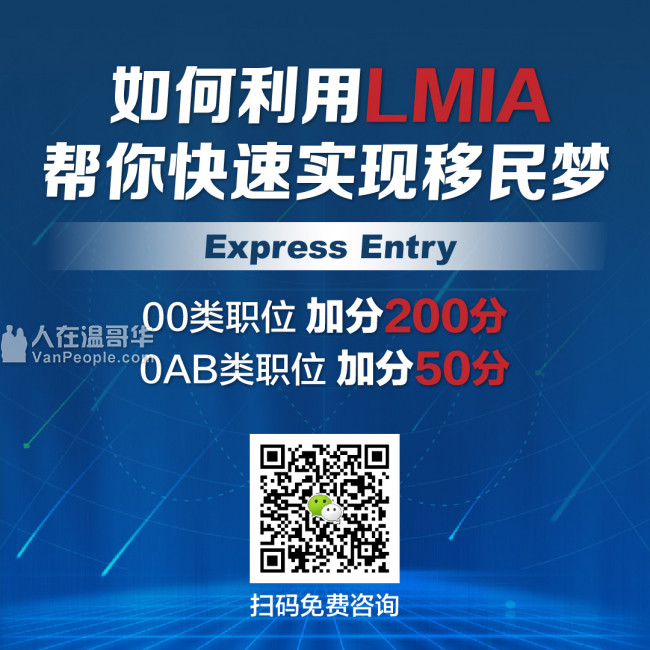 如何利用LMIA
帮你快速实现移民梦
Express Entry
00类职位 加分200分
人在温哥华
VanPeople.com
0AB类职位 加分50分
扫码免费咨询